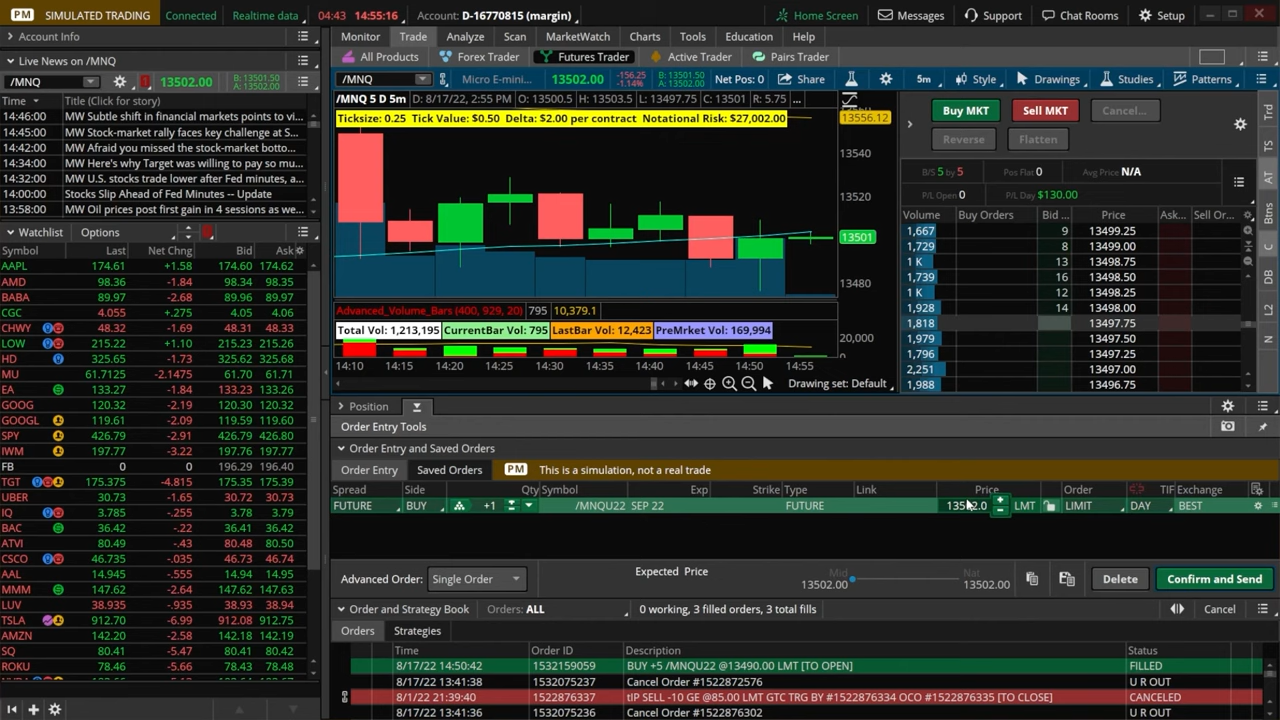 PM SIMULATED TRADING Connected Realtime data 04:43 14:55:16 Account: D-16770815 (margin) Home Screen Messages Support Chat Rooms Setup
Account Info
Monitor Trade Analyze Scan MarketWatch Charts Tools Education Help
Live News on /MNQ
All Products Forex Trader Futures Trader Active Trader Pairs Trader
/MNQ 13502.00 B: 13501.50
Time Title (Click for story)
14:46:00 MW Subtle shift in financial markets points to vi...
14:45:00 MW Stock-market rally faces key challenge at S...
14:42:00 MW Afraid you missed the stock-market botto...
14:34:00 MW Here's why Target was willing to pay so mu...
14:32:00 MW U.S. stocks trade lower after Fed minutes, a...
14:00:00 Stocks Slip Ahead of Fed Minutes -- Update
13:58:00 MW Oil prices post first gain in 4 sessions as we...
Watchlist Options
Symbol Last Net Chng Bid Ask
AAPL 174.61 +1.58 174.60 174.62
AMD 98.36 -1.84 98.34 98.35
BABA 89.97 -2.68 89.96 89.97
CGC 4.055 +.275 4.05 4.06
CHWY 48.32 -1.69 48.31 48.33
LOW 215.22 +1.10 215.23 215.26
HD 325.65 -1.73 325.62 325.68
MU 61.7125 -2.1475 61.70 61.71
EA 133.27 -1.84 133.23 133.26
GOOG 120.32 -2.19 120.30 120.32
GOOGL 119.61 -2.09 119.59 119.60
SPY 426.79 -2.91 426.79 426.80
IWM 197.77 -3.22 197.76 197.77
FB 0 0 196.29 196.40
TGT 175.375 -4.815 175.35 175.39
UBER 30.73 -1.65 30.72 30.73
IQ 3.785 +.255 3.78 3.79
BAC 36.42 -.22 36.41 36.42
ATVI 80.48 -.43 80.48 80.50
CSCO 46.735 -.035 46.73 46.74
AAL 14.945 -.555 14.94 14.95
MMM 147.62 -2.64 147.62 147.63
LUV 38.935 -.935 38.93 38.94
TSLA 912.70 -6.99 912.08 912.75
AMZN 142.20 -2.58 142.18 142.19
SQ 80.41 -5.47 80.40 80.41
ROKU 78.46 -5.66 78.43 78.48
/MNQ Micro E-mini... 13502.00 -156.25 -1.14% B: 13501.50 A: 13502.00 Net Pos: 0 Share 5m Style Drawings Studies Patterns
/MNQ 5 D 5m D: 8/17/22, 2:55 PM O: 13500.5 H: 13503.5 L: 13497.75 C: 13501 R: 5.75 ...
Ticksize: 0.25 Tick Value: $0.50 Delta: $2.00 per contract Notational Risk: $27,002.00
13556.12
13540
13520
13501
13480
Advanced_Volume_Bars (400, 929, 20) 795 10,379.1
Total Vol: 1,213,195 CurrentBar Vol: 795 LastBar Vol: 12,423 PreMrket Vol: 169,994
20,000
0
14:10 14:20 14:25 14:30 14:35 14:40 14:45 14:50 14:55
Drawing set: Default
Buy MKT Sell MKT Cancel...
Reverse Flatten
B/S 5 by 5 Pos Flat 0 Avg Price N/A
P/L Open 0 P/L Day $130.00
Volume Buy Orders Bid ... Price Ask... Sell Or...
1,667 9 13499.25
1,729 8 13499.00
1 K 13 13498.75
1,739 16 13498.50
1 K 12 13498.25
1,928 14 13498.00
1,818 13497.75
1,979 13497.50
1,796 13497.25
2,251 13497.00
1,988 13496.75
Trd
TS
AT
Btns
C
DB
L2
N
Position
Order Entry Tools
Order Entry and Saved Orders
Order Entry Saved Orders PM This is a simulation, not a real trade
Spread Side Qty Symbol Exp Strike Type Link Price Order TIF Exchange
FUTURE BUY +1 /MNQU22 SEP 22 FUTURE LMT LIMIT DAY BEST
Advanced Order: Single Order Expected Price Mid 13502.00 Nat 13502.00 Delete Confirm and Send
Order and Strategy Book Orders: ALL 0 working, 3 filled orders, 3 total fills Cancel
Orders Strategies
Time Order ID Description Status
8/17/22 14:50:42 1532159059 BUY +5 /MNQU22 @13490.00 LMT [TO OPEN] FILLED
8/17/22 13:41:38 1532075237 Cancel Order #1522872576 U R OUT
8/1/22 21:39:40 1522876337 tIP SELL -10 GE @85.00 LMT GTC TRG BY #1522876334 OCO #1522876335 [TO CLOSE] CANCELED
8/17/22 13:41:36 1532075236 Cancel Order #1522876302 U R OUT